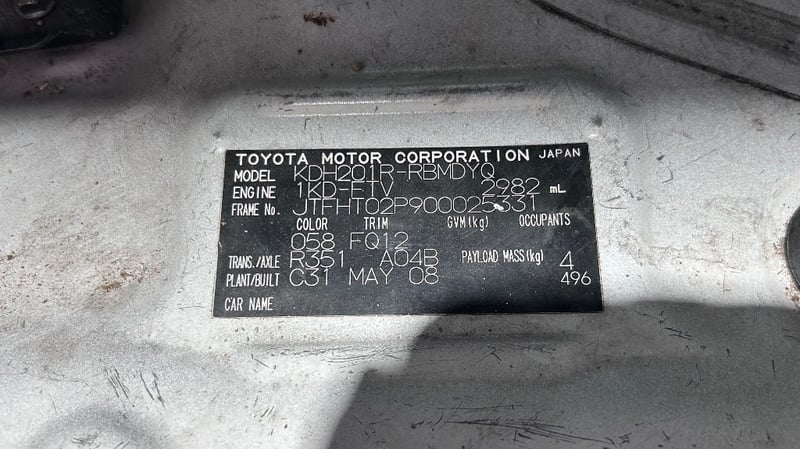 TOYOTA MOTOR CORPORATION JAPAN
MODEL KDH201R-RBMDYQ
ENGINE 1KD-FTV 2982 mL
FRAME No. JTFHT02P900025331
COLOR TRIM GVM(kg) OCCUPANTS
058 FQ12
TRANS./AXLE R351 A04B PAYLOAD MASS(kg) 4
PLANT/BUILT C31 MAY 08 496
CAR NAME